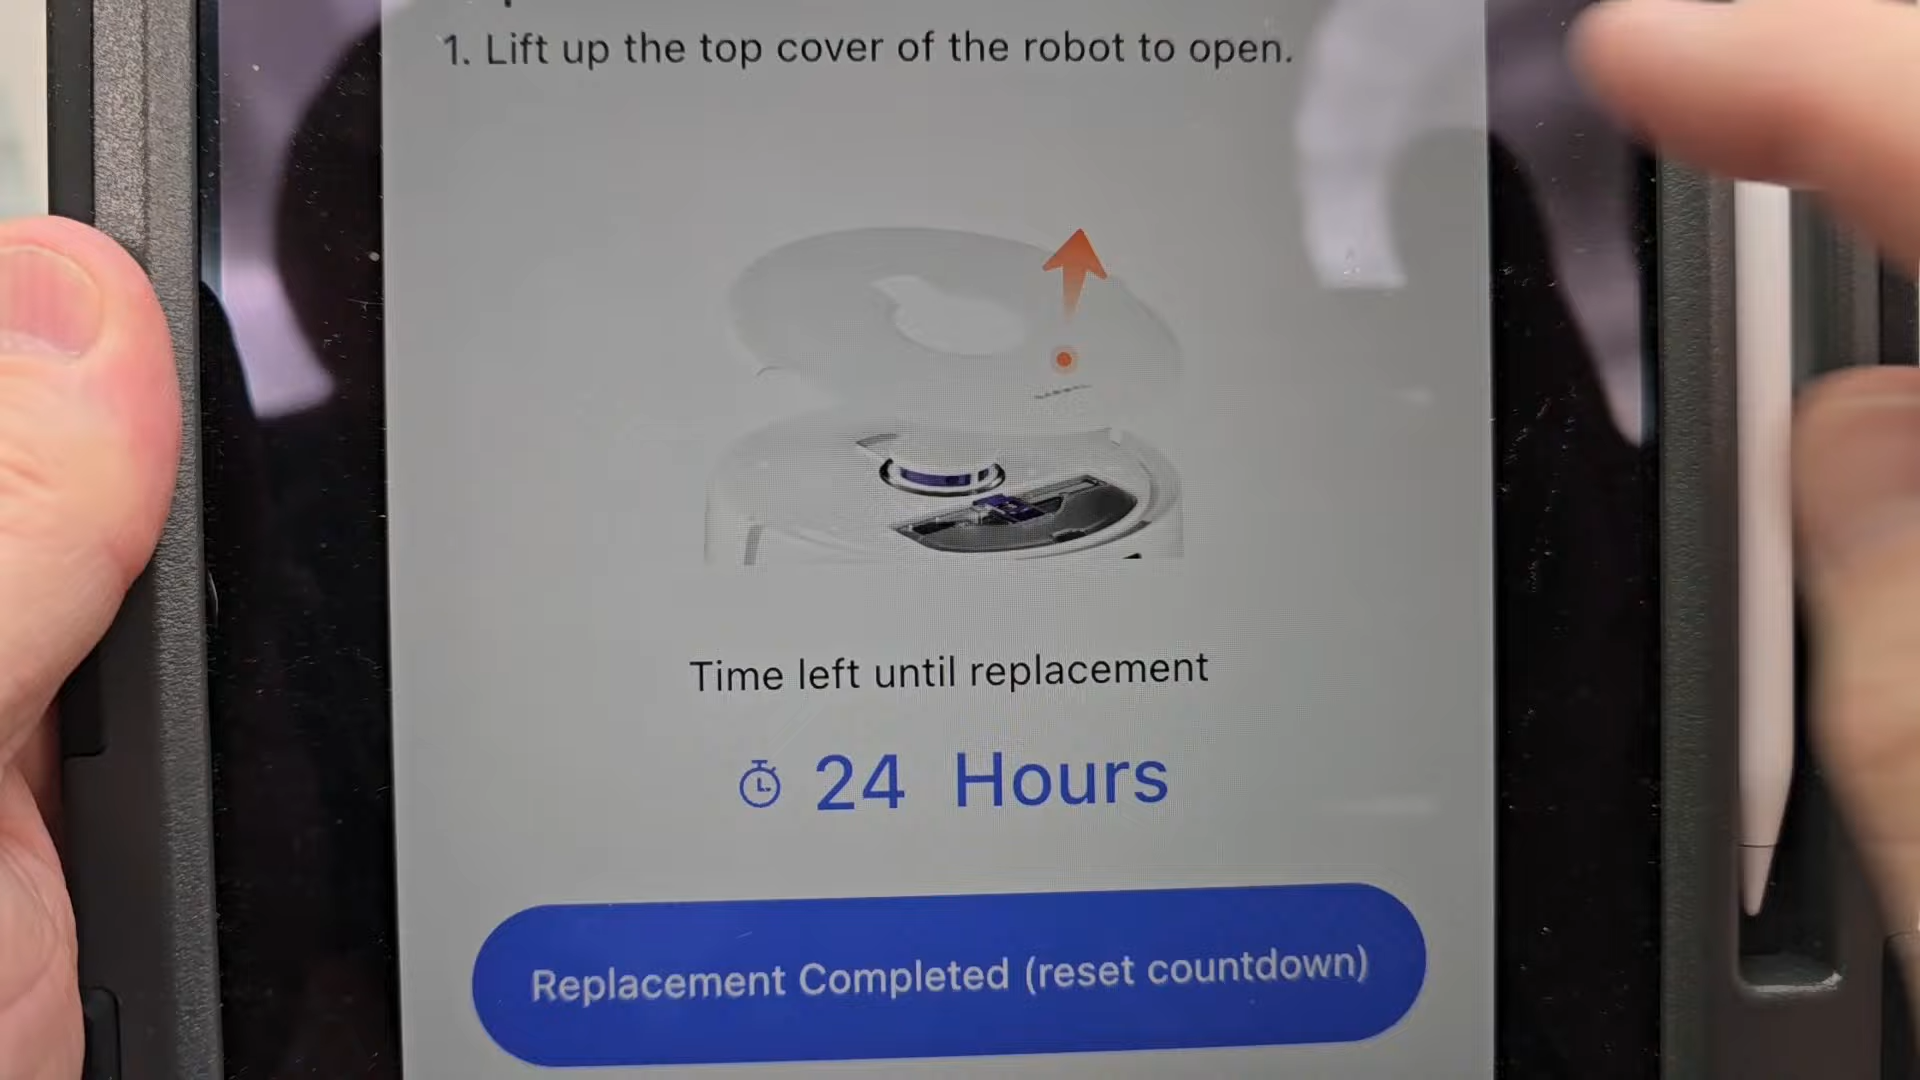 1. Lift up the top cover of the robot to open.
Time left until replacement
24 Hours
Replacement Completed (reset countdown)